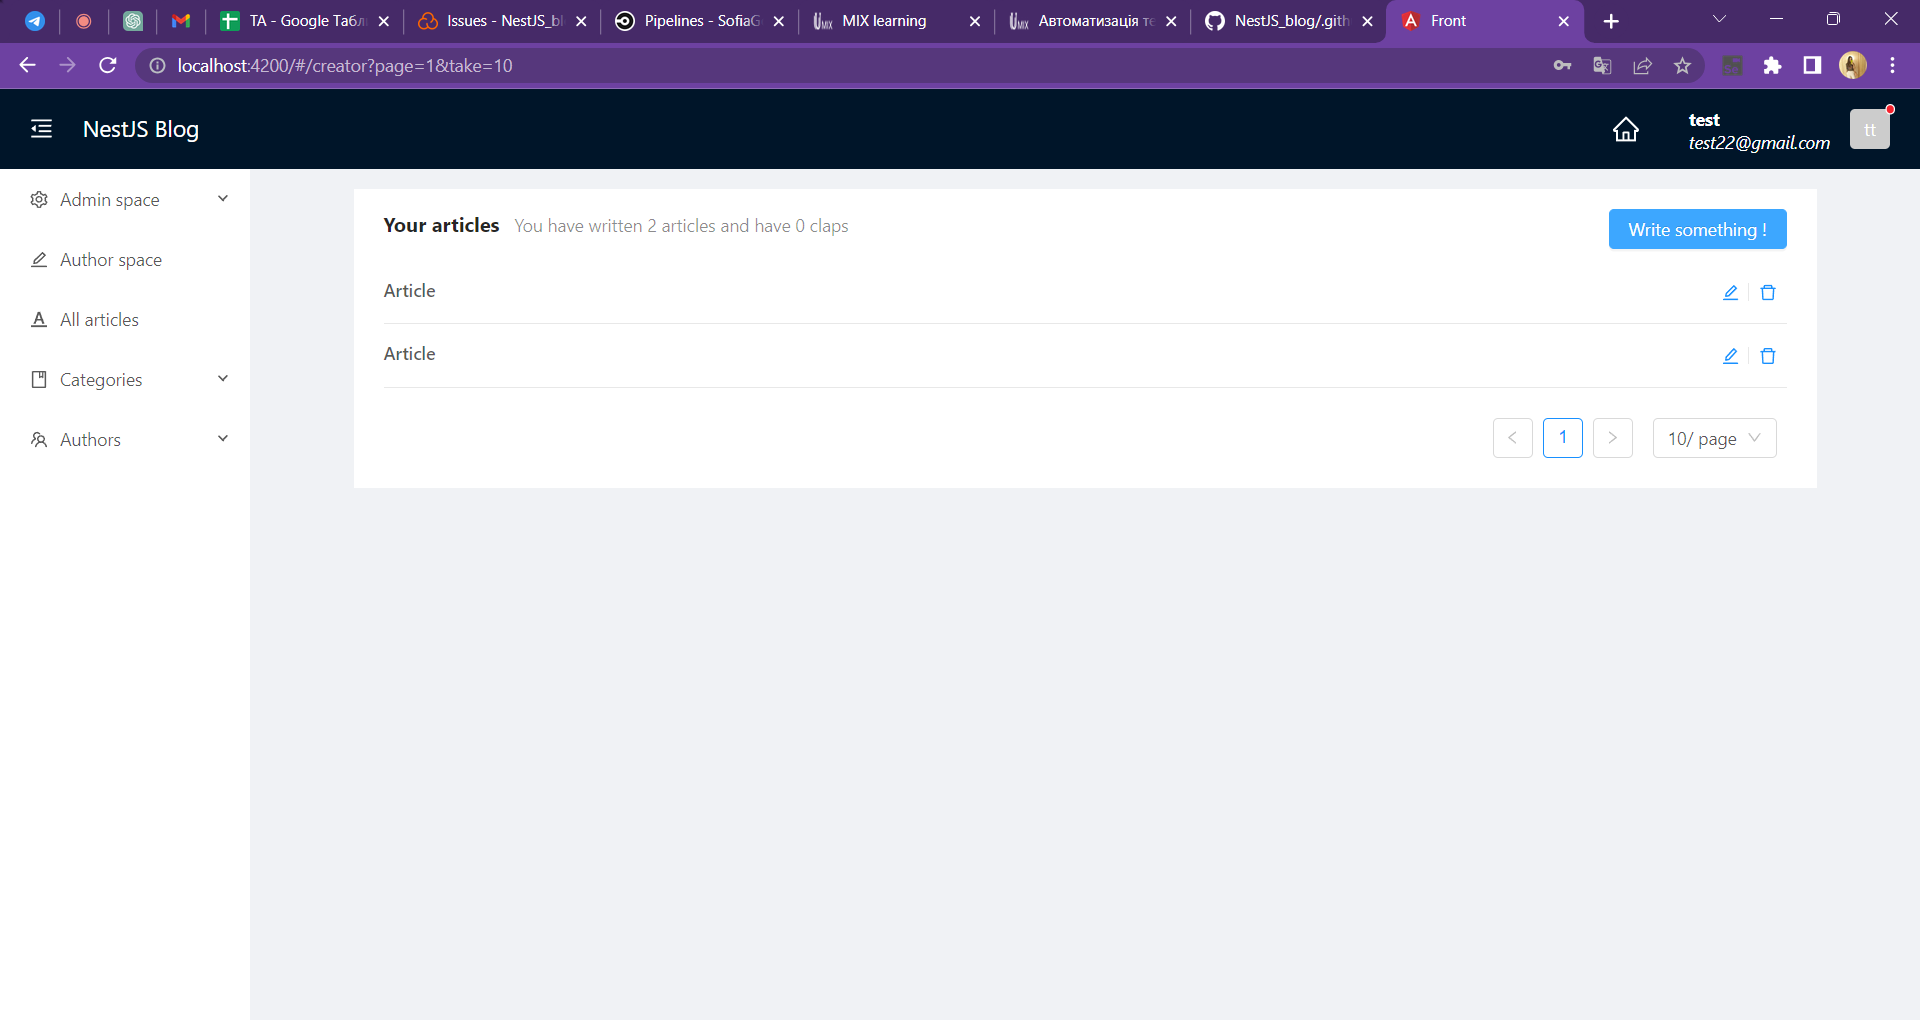 TA - Google Табл
Issues - NestJS_bl
Pipelines - SofiaG
MIX learning
Автоматизація те
NestJS_blog/.gith
Front
localhost:4200/#/creator?page=1&take=10
NestJS Blog
test
test22@gmail.com
tt
Admin space
Author space
All articles
Categories
Authors
Your articles You have written 2 articles and have 0 claps
Write something !
Article
Article
1
10/ page